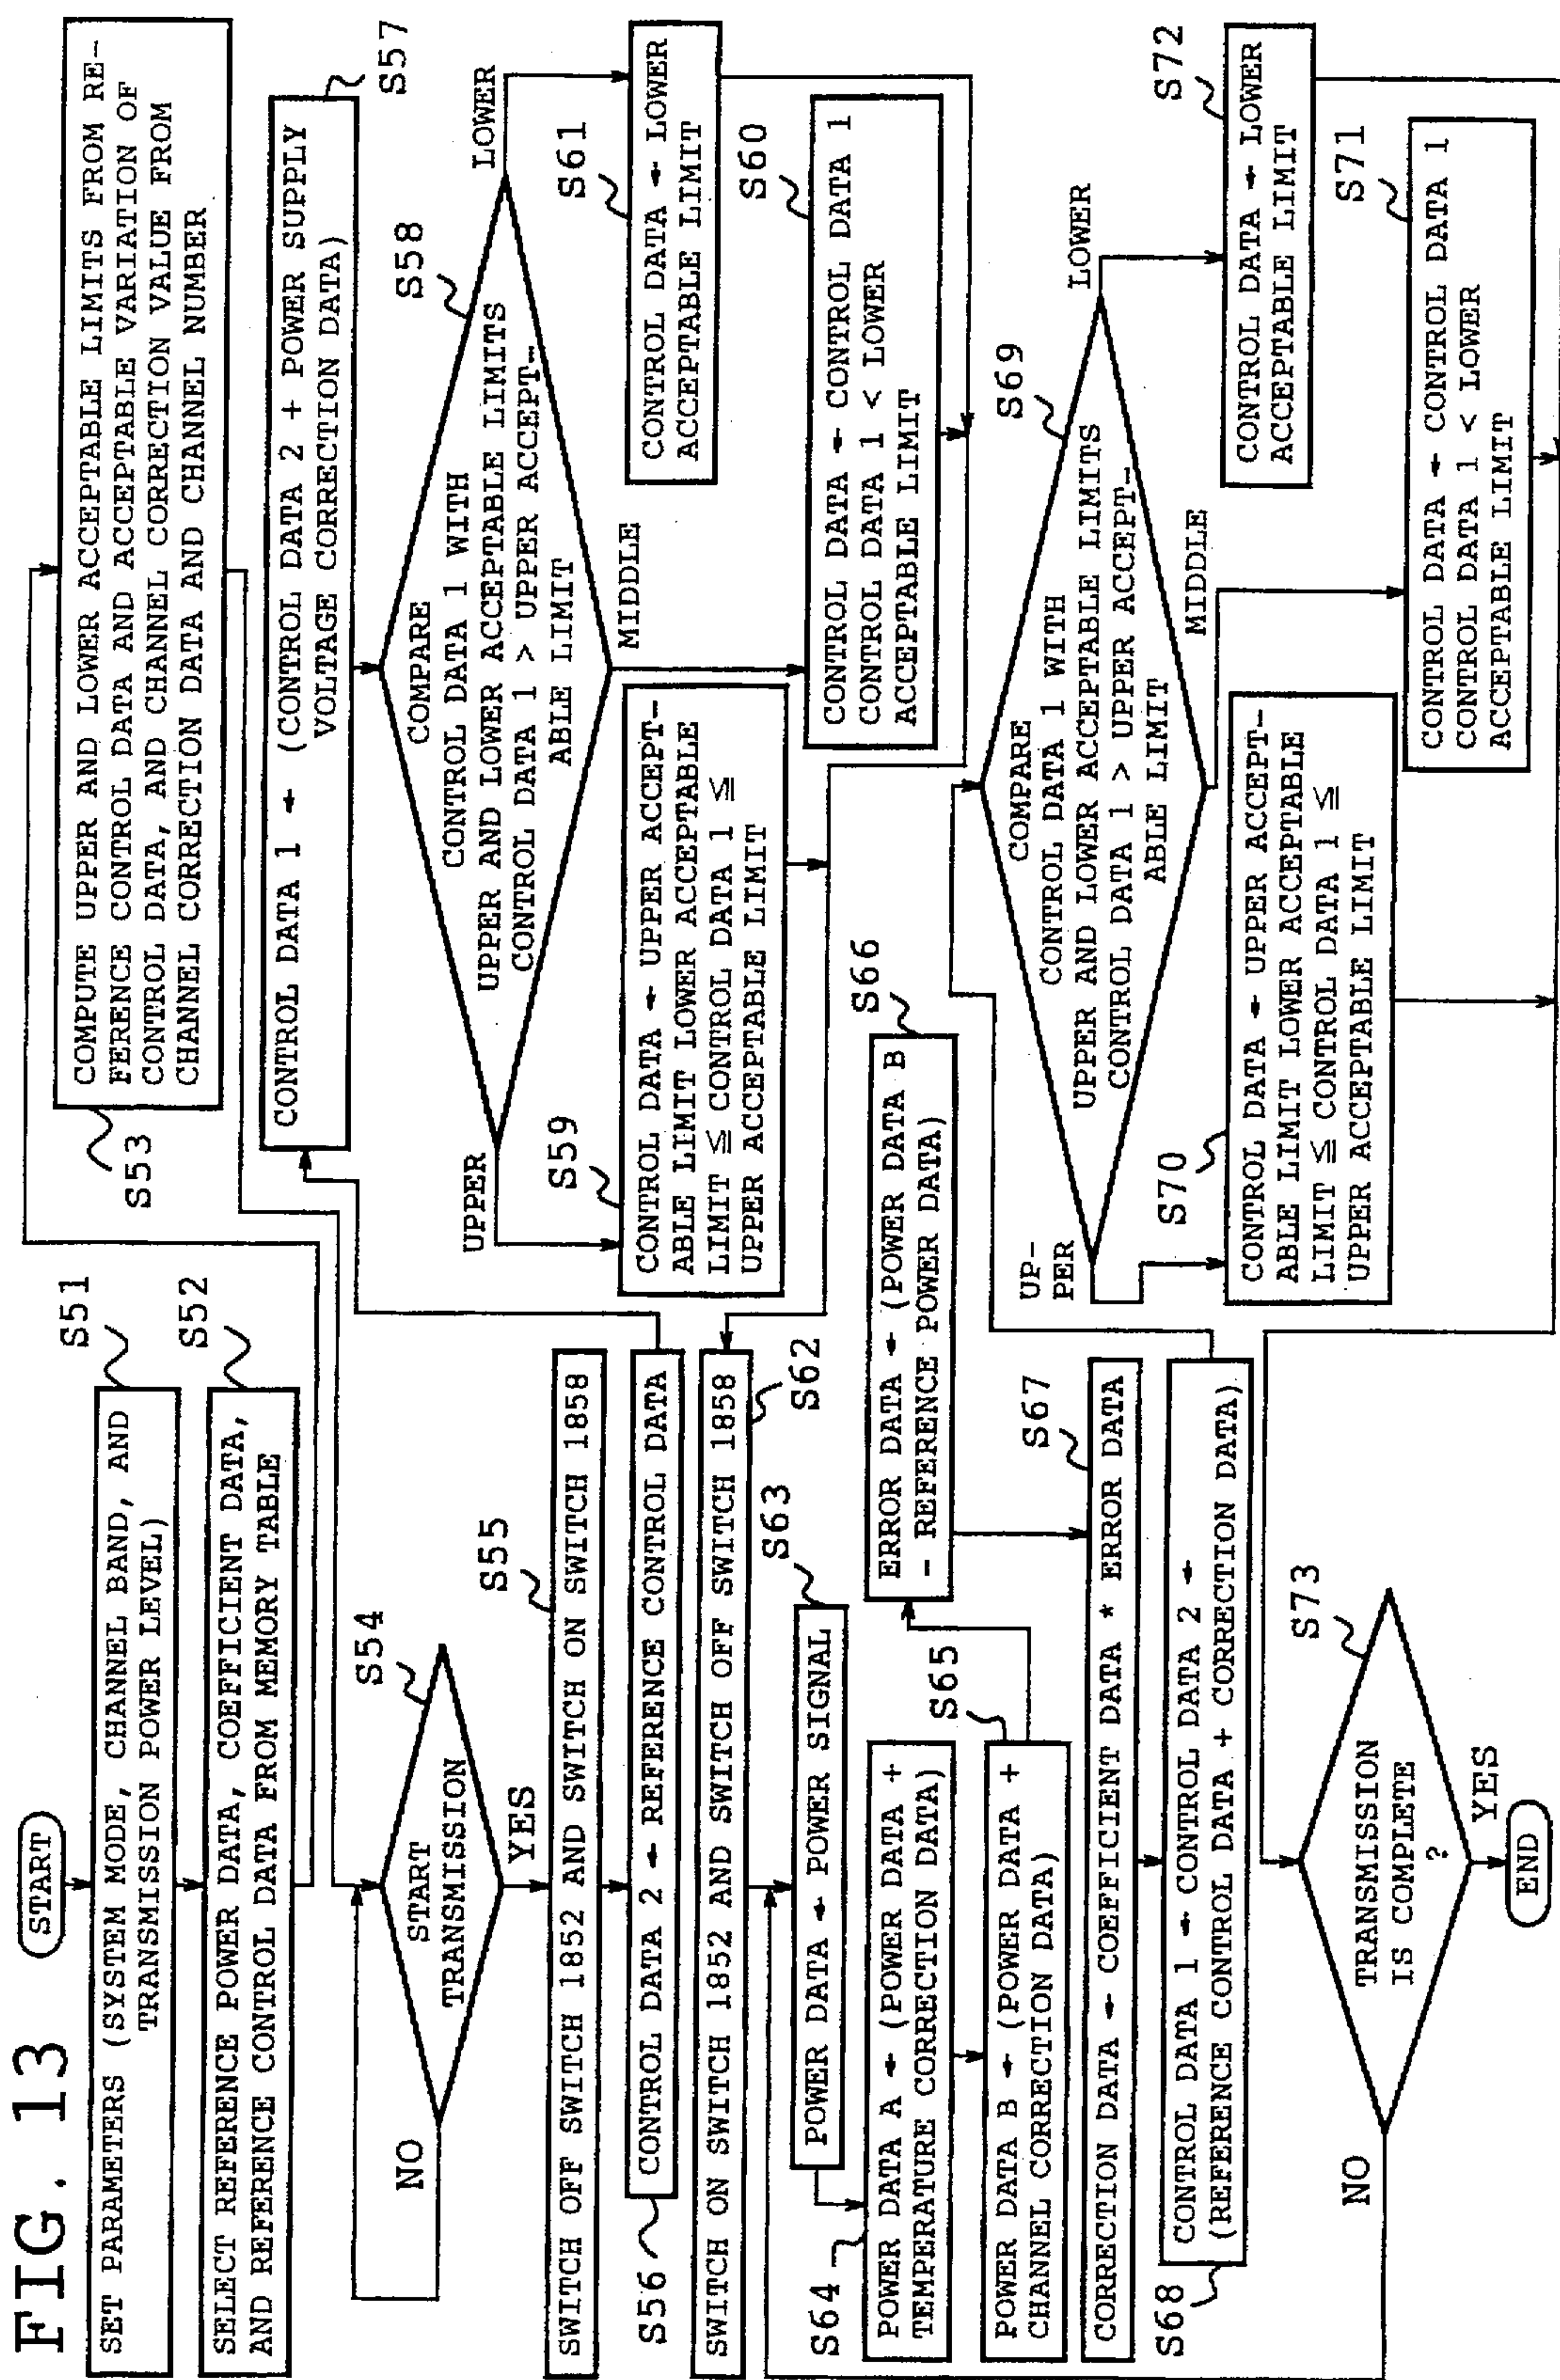 FIG. 13
START
SET PARAMETERS (SYSTEM MODE, CHANNEL BAND, AND
TRANSMISSION POWER LEVEL)
S51
SELECT REFERENCE POWER DATA, COEFFICIENT DATA,
AND REFERENCE CONTROL DATA FROM MEMORY TABLE
S52
COMPUTE UPPER AND LOWER ACCEPTABLE LIMITS FROM RE-
FERENCE CONTROL DATA AND ACCEPTABLE VARIATION OF
CONTROL DATA, AND CHANNEL CORRECTION VALUE FROM
CHANNEL CORRECTION DATA AND CHANNEL NUMBER
S53
START
TRANSMISSION
S54
NO
YES
SWITCH OFF SWITCH 1852 AND SWITCH ON SWITCH 1858
S55
CONTROL DATA 2 ← REFERENCE CONTROL DATA
S56
CONTROL DATA 1 ← (CONTROL DATA 2 + POWER SUPPLY
VOLTAGE CORRECTION DATA)
S57
COMPARE
CONTROL DATA 1 WITH
UPPER AND LOWER ACCEPTABLE LIMITS
CONTROL DATA 1 > UPPER ACCEPT-
ABLE LIMIT
S58
UPPER
MIDDLE
LOWER
S59
CONTROL DATA ← UPPER ACCEPT-
ABLE LIMIT LOWER ACCEPTABLE
LIMIT ≦ CONTROL DATA 1 ≦
UPPER ACCEPTABLE LIMIT
S60
CONTROL DATA ← CONTROL DATA 1
CONTROL DATA 1 < LOWER
ACCEPTABLE LIMIT
S61
CONTROL DATA ← LOWER
ACCEPTABLE LIMIT
SWITCH ON SWITCH 1852 AND SWITCH OFF SWITCH 1858
S62
POWER DATA ← POWER SIGNAL
S63
S64
POWER DATA A ← (POWER DATA +
TEMPERATURE CORRECTION DATA)
S65
POWER DATA B ← (POWER DATA +
CHANNEL CORRECTION DATA)
S66
ERROR DATA ← (POWER DATA B
- REFERENCE POWER DATA)
S67
CORRECTION DATA ← COEFFICIENT DATA * ERROR DATA
S68
CONTROL DATA 1 ← CONTROL DATA 2 ←
(REFERENCE CONTROL DATA + CORRECTION DATA)
COMPARE
CONTROL DATA 1 WITH
UPPER AND LOWER ACCEPTABLE LIMITS
CONTROL DATA 1 > UPPER ACCEPT-
ABLE LIMIT
S69
UP-
PER
MIDDLE
LOWER
S70
CONTROL DATA ← UPPER ACCEPT-
ABLE LIMIT LOWER ACCEPTABLE
LIMIT ≦ CONTROL DATA 1 ≦
UPPER ACCEPTABLE LIMIT
S71
CONTROL DATA ← CONTROL DATA 1
CONTROL DATA 1 < LOWER
ACCEPTABLE LIMIT
S72
CONTROL DATA ← LOWER
ACCEPTABLE LIMIT
S73
TRANSMISSION
IS COMPLETE
?
NO
YES
END